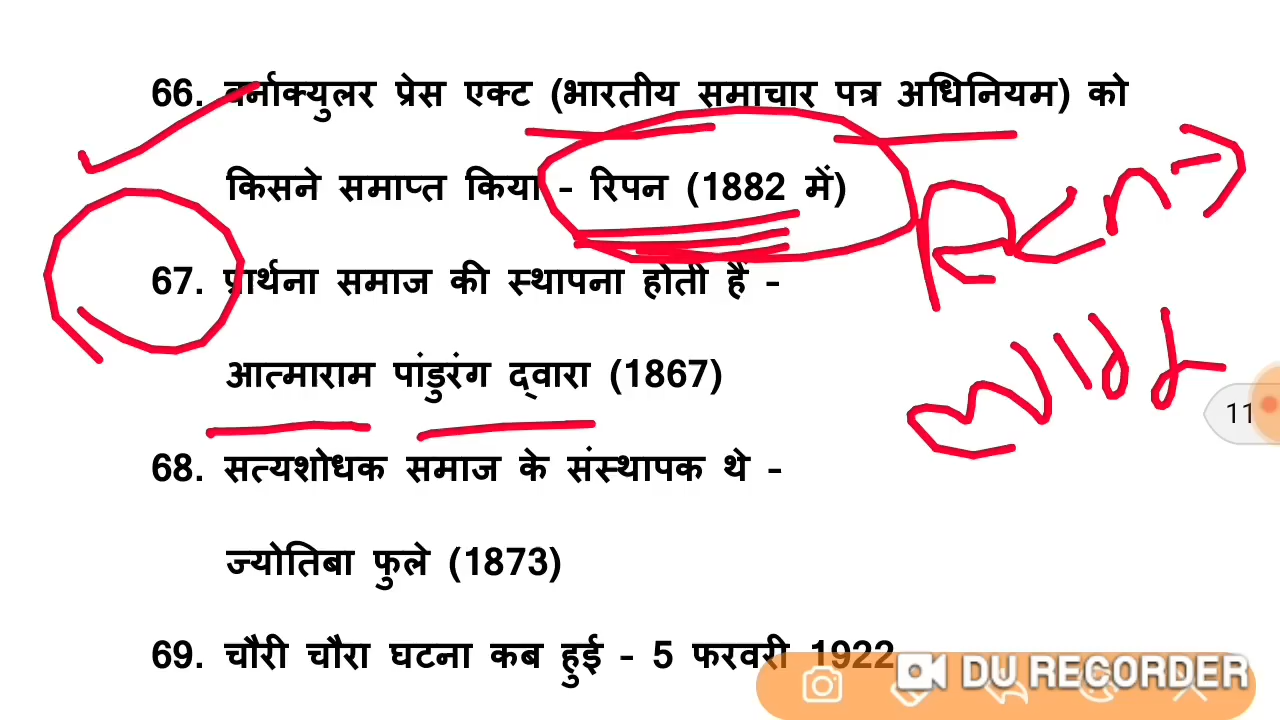 66. वर्नाक्युलर प्रेस एक्ट (भारतीय समाचार पत्र अधिनियम) को
किसने समाप्त किया - रिपन (1882 में)
67. प्रार्थना समाज की स्थापना होती है -
आत्माराम पांडुरंग द्वारा (1867)
68. सत्यशोधक समाज के संस्थापक थे -
ज्योतिबा फुले (1873)
69. चौरी चौरा घटना कब हुई - 5 फरवरी 1922
11
DU RECORDER